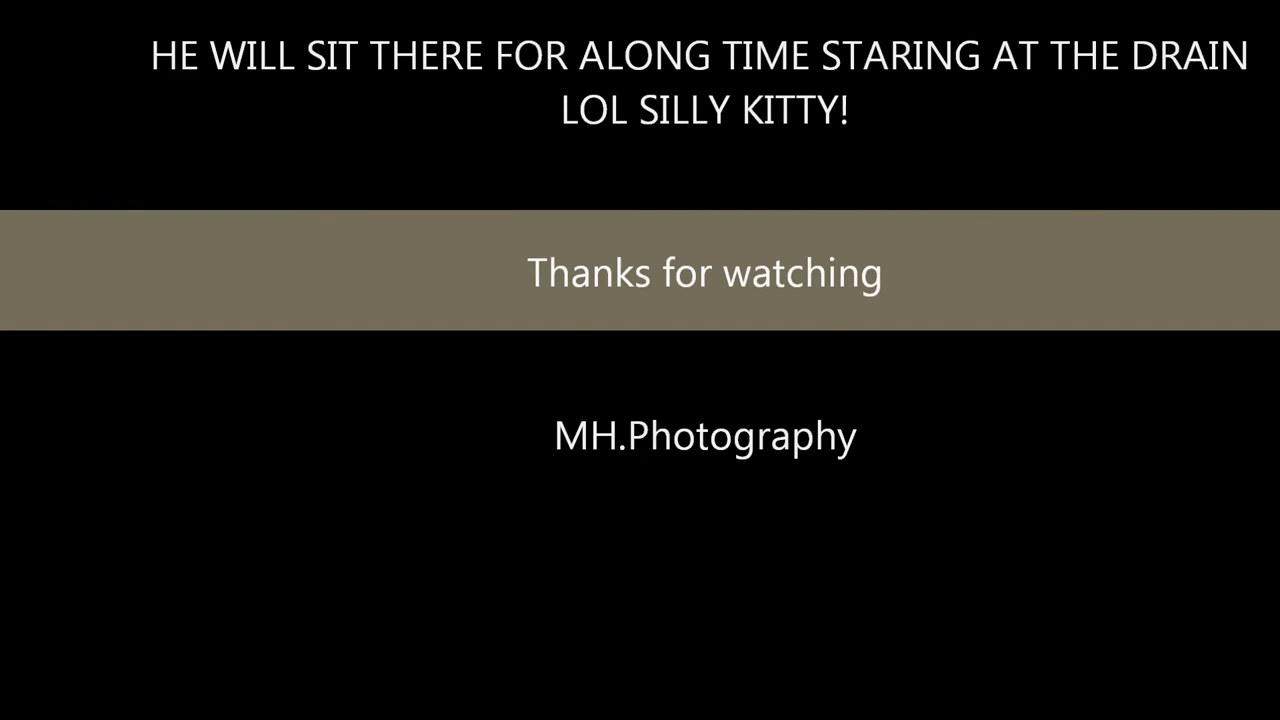 HE WILL SIT THERE FOR ALONG TIME STARING AT THE DRAIN
LOL SILLY KITTY!
Thanks for watching
MH.Photography